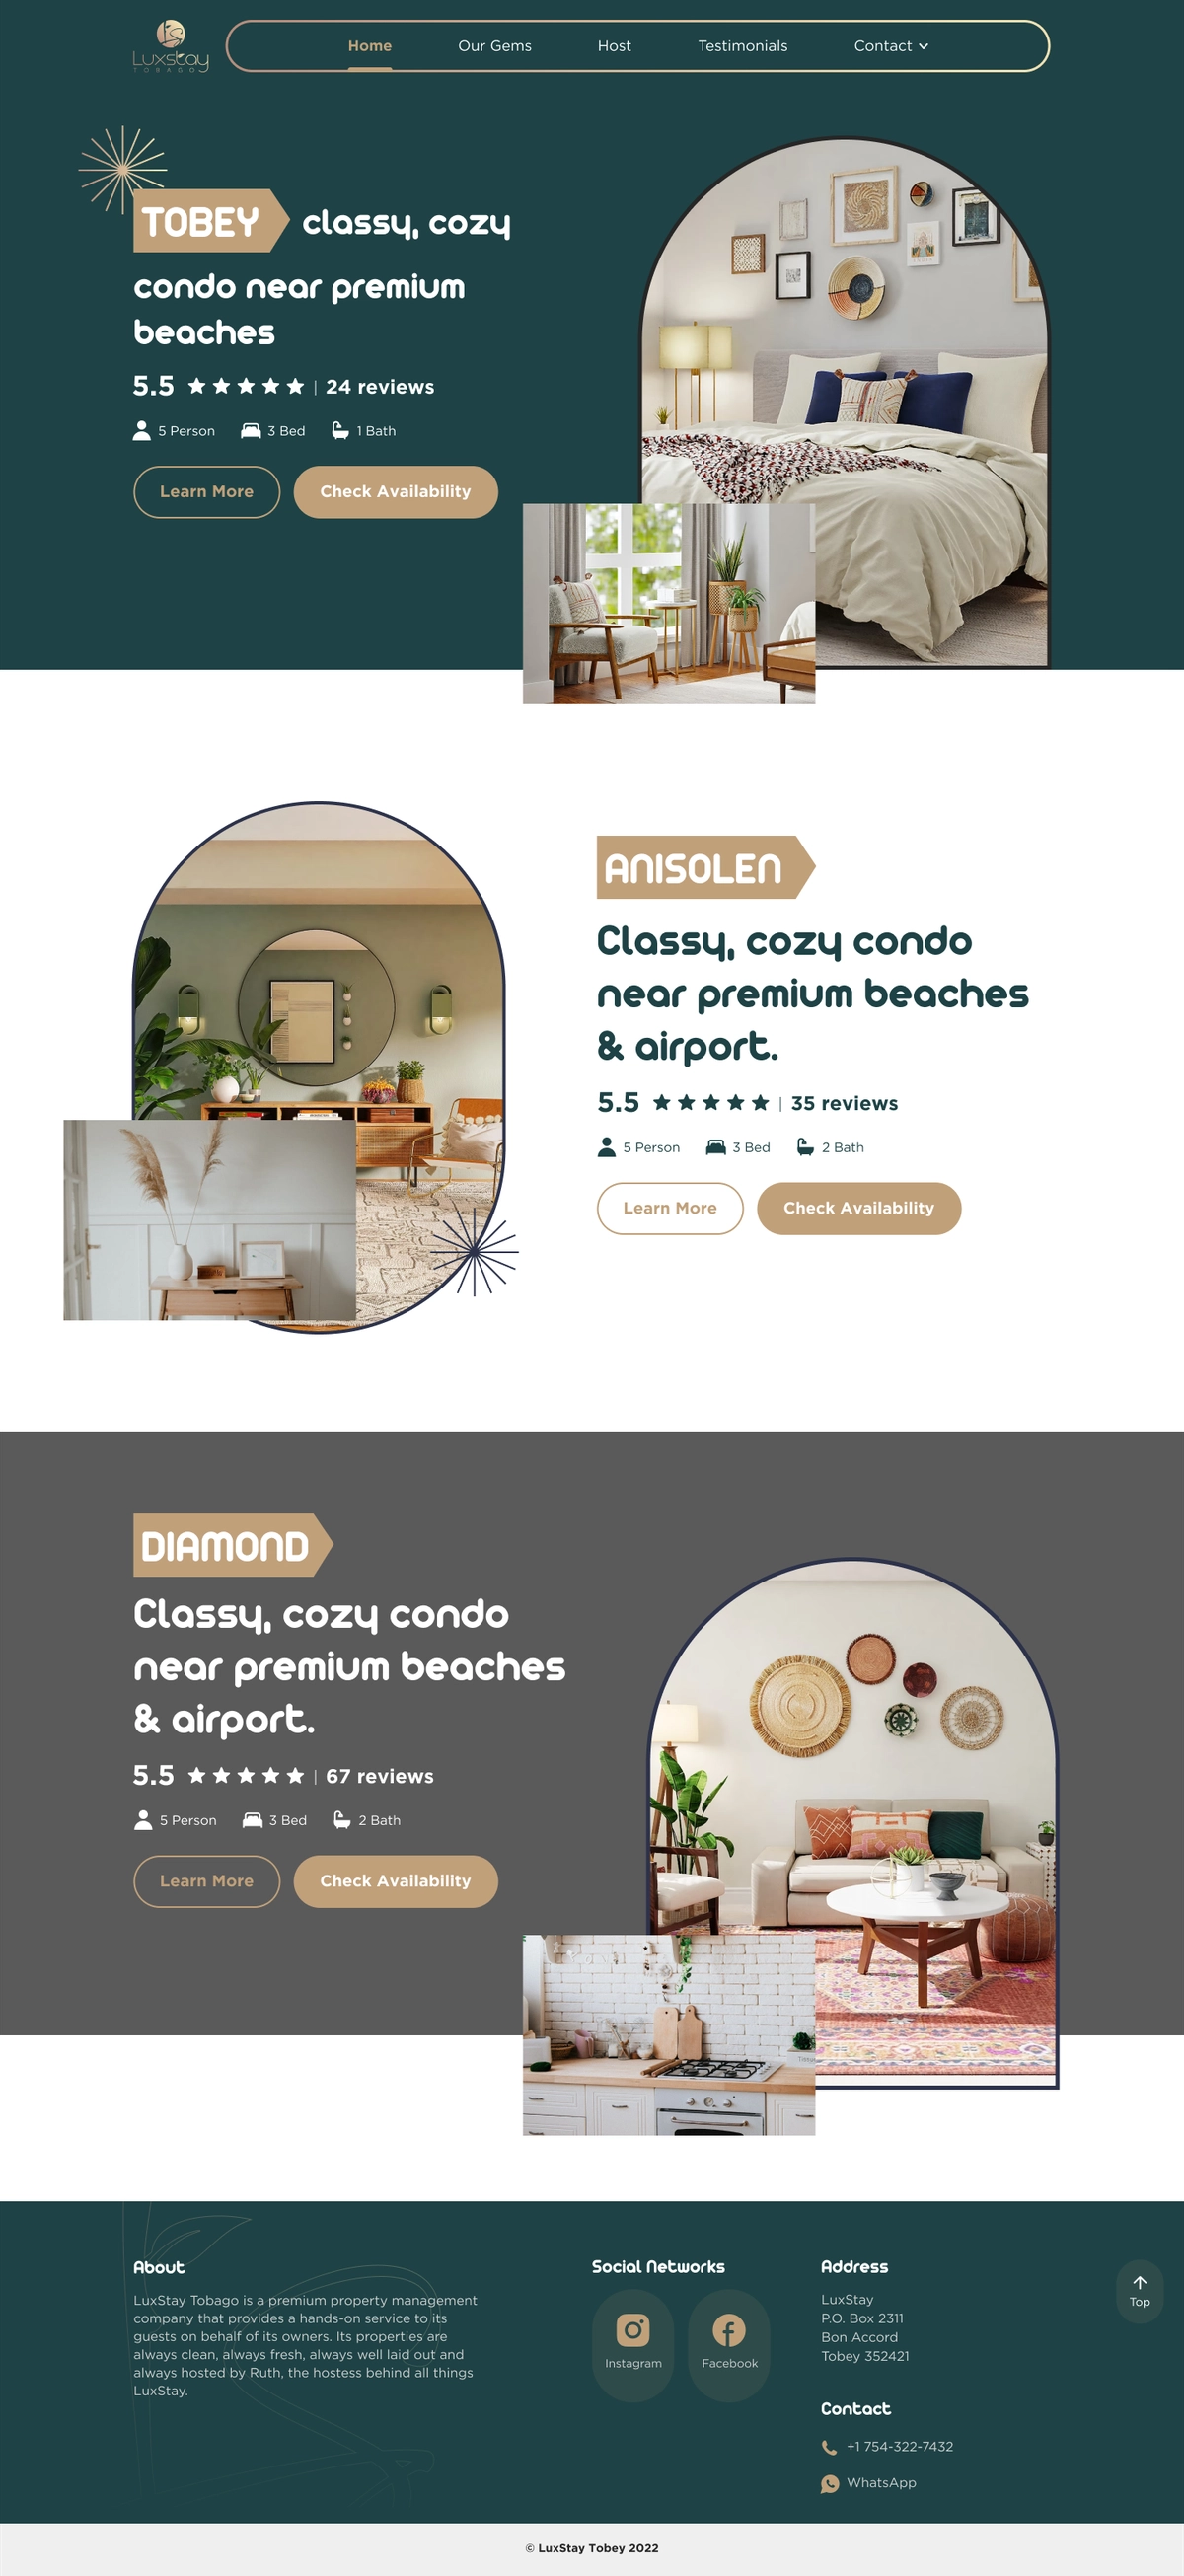 Luxstay
TOBAGO
Home
Our Gems
Host
Testimonials
Contact
TOBEY classy, cozy
condo near premium
beaches
5.5 | 24 reviews
5 Person 3 Bed 1 Bath
Learn More Check Availability
ANISOLEN
Classy, cozy condo
near premium beaches
& airport.
5.5 | 35 reviews
5 Person 3 Bed 2 Bath
Learn More Check Availability
DIAMOND
Classy, cozy condo
near premium beaches
& airport.
5.5 | 67 reviews
5 Person 3 Bed 2 Bath
Learn More Check Availability
About
LuxStay Tobago is a premium property management
company that provides a hands-on service to its
guests on behalf of its owners. Its properties are
always clean, always fresh, always well laid out and
always hosted by Ruth, the hostess behind all things
LuxStay.
Social Networks
Instagram
Facebook
Address
LuxStay
P.O. Box 2311
Bon Accord
Tobey 352421
Contact
+1 754-322-7432
WhatsApp
Top
© LuxStay Tobey 2022